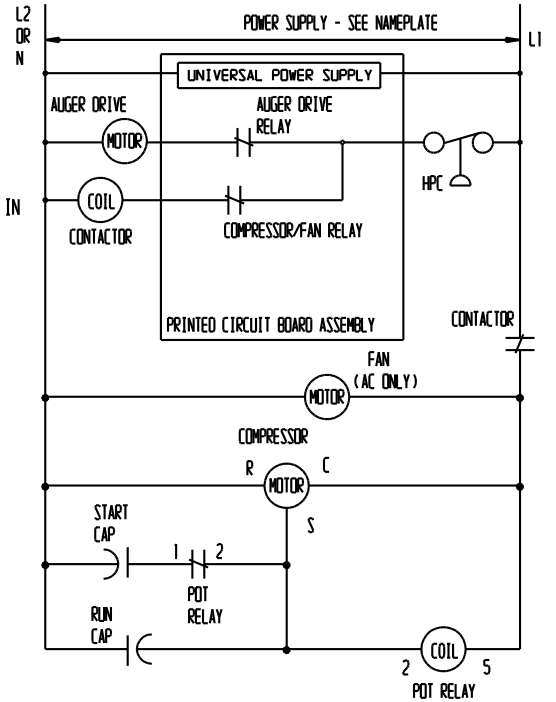 L2
OR
N
POWER SUPPLY - SEE NAMEPLATE
L1
UNIVERSAL POWER SUPPLY
AUGER DRIVE
AUGER DRIVE
RELAY
MOTOR
HPC
IN
COIL
CONTACTOR
COMPRESSOR/FAN RELAY
PRINTED CIRCUIT BOARD ASSEMBLY
CONTACTOR
FAN
(AC ONLY)
MOTOR
COMPRESSOR
R
C
MOTOR
S
START
CAP
1
2
POT
RELAY
RUN
CAP
COIL
2
5
POT RELAY